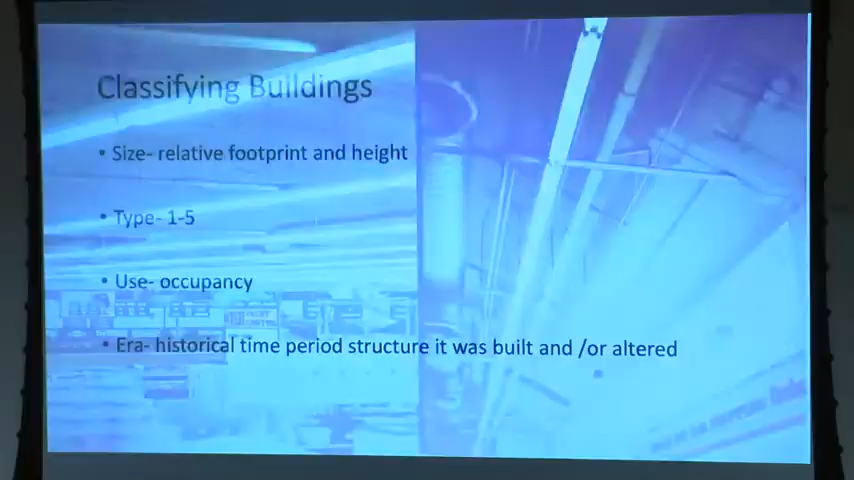 Classifying Buildings
• Size- relative footprint and height
• Type- 1-5
• Use- occupancy
• Era- historical time period structure it was built and /or altered